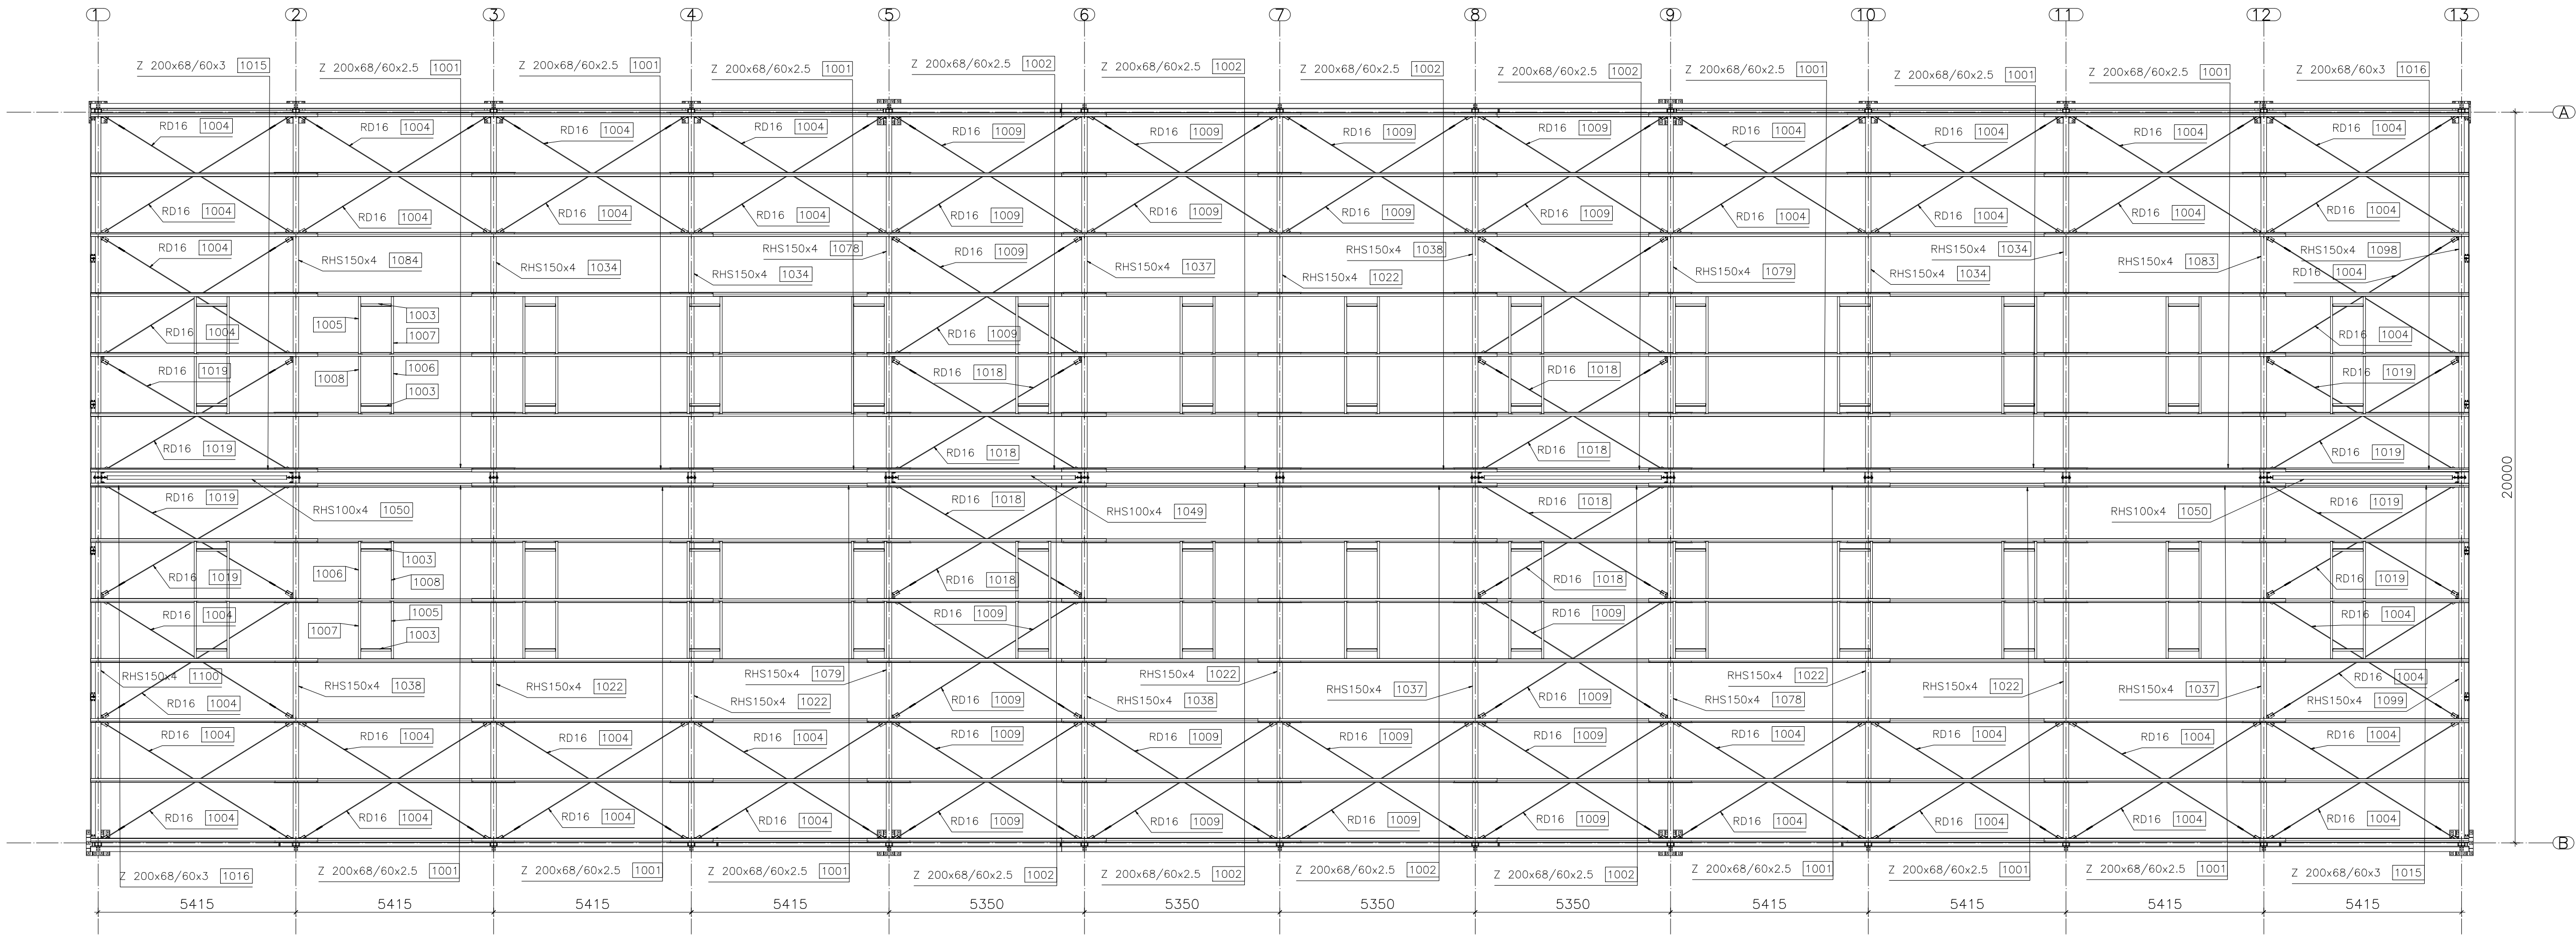 1 2 3 4 5 6 7 8 9 10 11 12 13
Z 200x68/60x3 1015
Z 200x68/60x2.5 1001
Z 200x68/60x2.5 1001
Z 200x68/60x2.5 1001
Z 200x68/60x2.5 1002
Z 200x68/60x2.5 1002
Z 200x68/60x2.5 1002
Z 200x68/60x2.5 1002
Z 200x68/60x2.5 1001
Z 200x68/60x2.5 1001
Z 200x68/60x2.5 1001
Z 200x68/60x3 1016
A
RD16 1004
RD16 1004
RD16 1004
RD16 1004
RD16 1009
RD16 1009
RD16 1009
RD16 1009
RD16 1004
RD16 1004
RD16 1004
RD16 1004
RD16 1004
RD16 1004
RD16 1004
RD16 1004
RD16 1009
RD16 1009
RD16 1009
RD16 1009
RD16 1004
RD16 1004
RD16 1004
RD16 1004
RD16 1004
RHS150x4 1084
RHS150x4 1034
RHS150x4 1034
RHS150x4 1078
RD16 1009
RHS150x4 1037
RHS150x4 1022
RHS150x4 1038
RHS150x4 1079
RHS150x4 1034
RHS150x4 1034
RHS150x4 1083
RHS150x4 1098
RD16 1004
RD16 1004
1005
1003
1007
RD16 1009
RD16 1004
RD16 1019
1008
1006
1003
RD16 1018
RD16 1018
RD16 1019
RD16 1019
RD16 1018
RD16 1018
RD16 1019
20000
RD16 1019
RHS100x4 1050
RD16 1018
RHS100x4 1049
RD16 1018
RHS100x4 1050
RD16 1019
RD16 1019
1006
1003
1008
RD16 1018
RD16 1018
RD16 1019
RD16 1004
1007
1005
1003
RD16 1009
RD16 1009
RD16 1004
RHS150x4 1100
RD16 1004
RHS150x4 1038
RHS150x4 1022
RHS150x4 1022
RHS150x4 1079
RD16 1009
RHS150x4 1038
RHS150x4 1022
RHS150x4 1037
RD16 1009
RHS150x4 1078
RHS150x4 1022
RHS150x4 1022
RHS150x4 1037
RD16 1004
RHS150x4 1099
RD16 1004
RD16 1004
RD16 1004
RD16 1004
RD16 1009
RD16 1009
RD16 1009
RD16 1009
RD16 1004
RD16 1004
RD16 1004
RD16 1004
RD16 1004
RD16 1004
RD16 1004
RD16 1004
RD16 1009
RD16 1009
RD16 1009
RD16 1009
RD16 1004
RD16 1004
RD16 1004
RD16 1004
B
Z 200x68/60x3 1016
Z 200x68/60x2.5 1001
Z 200x68/60x2.5 1001
Z 200x68/60x2.5 1001
Z 200x68/60x2.5 1002
Z 200x68/60x2.5 1002
Z 200x68/60x2.5 1002
Z 200x68/60x2.5 1002
Z 200x68/60x2.5 1001
Z 200x68/60x2.5 1001
Z 200x68/60x2.5 1001
Z 200x68/60x3 1015
5415 5415 5415 5415 5350 5350 5350 5350 5415 5415 5415 5415